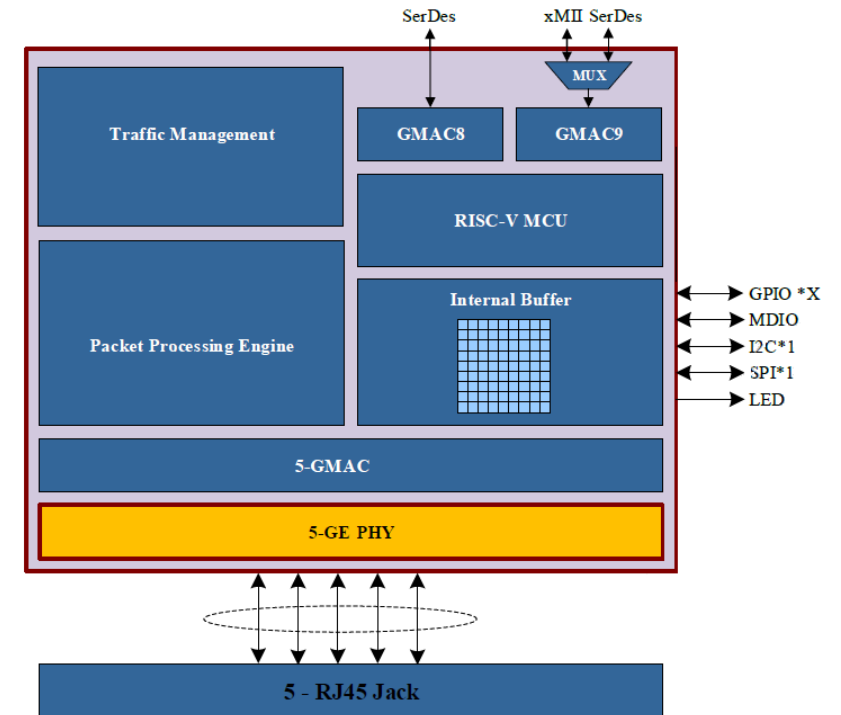 SerDes
xMII SerDes
MUX
Traffic Management
GMAC8
GMAC9
RISC-V MCU
Internal Buffer
Packet Processing Engine
GPIO *X
MDIO
I2C*1
SPI*1
LED
5-GMAC
5-GE PHY
5 - RJ45 Jack